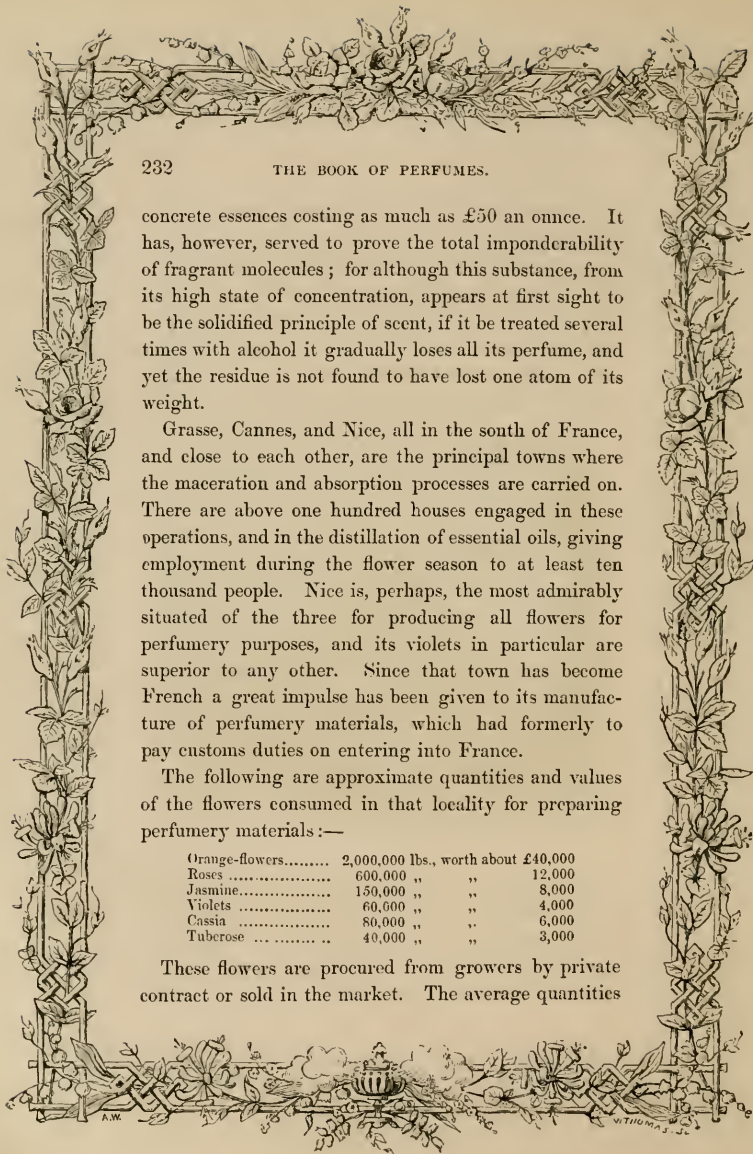 232 THE BOOK OF PERFUMES.
concrete essences costing as much as £50 an ounce. It
has, however, served to prove the total imponderability
of fragrant molecules ; for although this substance, from
its high state of concentration, appears at first sight to
be the solidified principle of scent, if it be treated several
times with alcohol it gradually loses all its perfume, and
yet the residue is not found to have lost one atom of its
weight.
Grasse, Cannes, and Nice, all in the south of France,
and close to each other, are the principal towns where
the maceration and absorption processes are carried on.
There are above one hundred houses engaged in these
operations, and in the distillation of essential oils, giving
employment during the flower season to at least ten
thousand people. Nice is, perhaps, the most admirably
situated of the three for producing all flowers for
perfumery purposes, and its violets in particular are
superior to any other. Since that town has become
French a great impulse has been given to its manufac-
ture of perfumery materials, which had formerly to
pay customs duties on entering into France.
The following are approximate quantities and values
of the flowers consumed in that locality for preparing
perfumery materials :—
Orange-flowers......... 2,000,000 lbs., worth about £40,000
Roses ................... 600,000 „ „ 12,000
Jasmine.................. 150,000 „ „ 8,000
Violets .................. 60,000 „ „ 4,000
Cassia ................... 80,000 „ „ 6,000
Tuberose ... ......... .. 40,000 „ „ 3,000
These flowers are procured from growers by private
contract or sold in the market. The average quantities
A.W. W.THOMAS. Sc